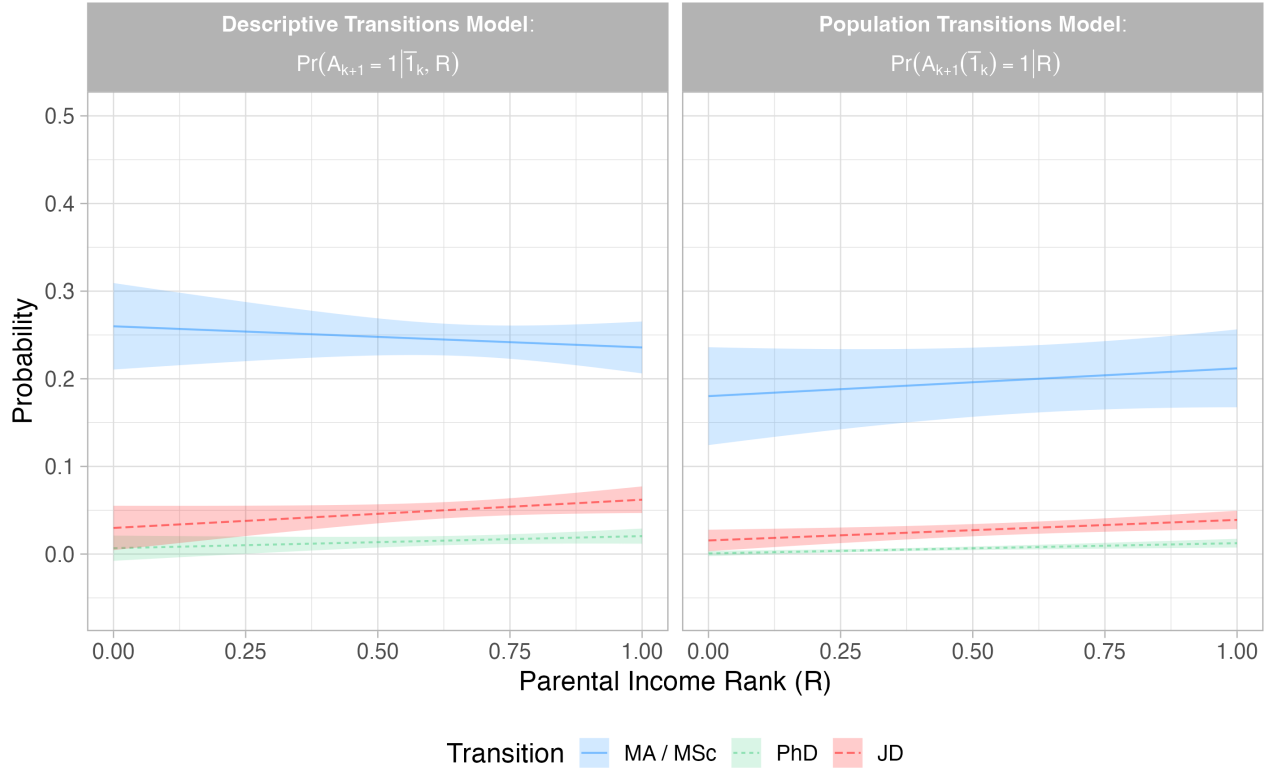 Descriptive Transitions Model:
Pr(Aₖ₊₁ = 1|1̅ₖ, R)
Population Transitions Model:
Pr(Aₖ₊₁(1̅ₖ) = 1|R)
Probability
0.5
0.4
0.3
0.2
0.1
0.0
0.00 0.25 0.50 0.75 1.00
0.00 0.25 0.50 0.75 1.00
Parental Income Rank (R)
Transition MA / MSc PhD JD